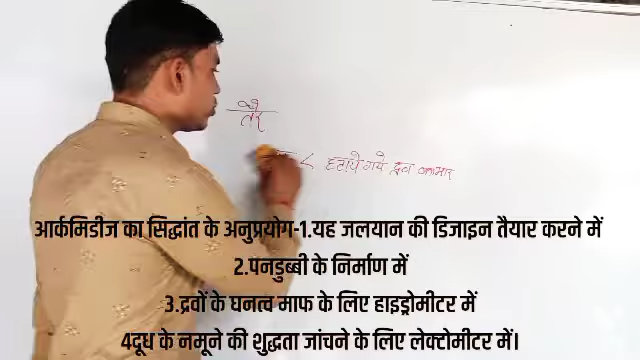 तैर
< हटाये गये द्रव का भार
आर्कमिडीज का सिद्धांत के अनुप्रयोग-1.यह जलयान की डिजाइन तैयार करने में
2.पनडुब्बी के निर्माण में
3.द्रवों के घनत्व माफ के लिए हाइड्रोमीटर में
4दूध के नमूने की शुद्धता जांचने के लिए लेक्टोमीटर में।